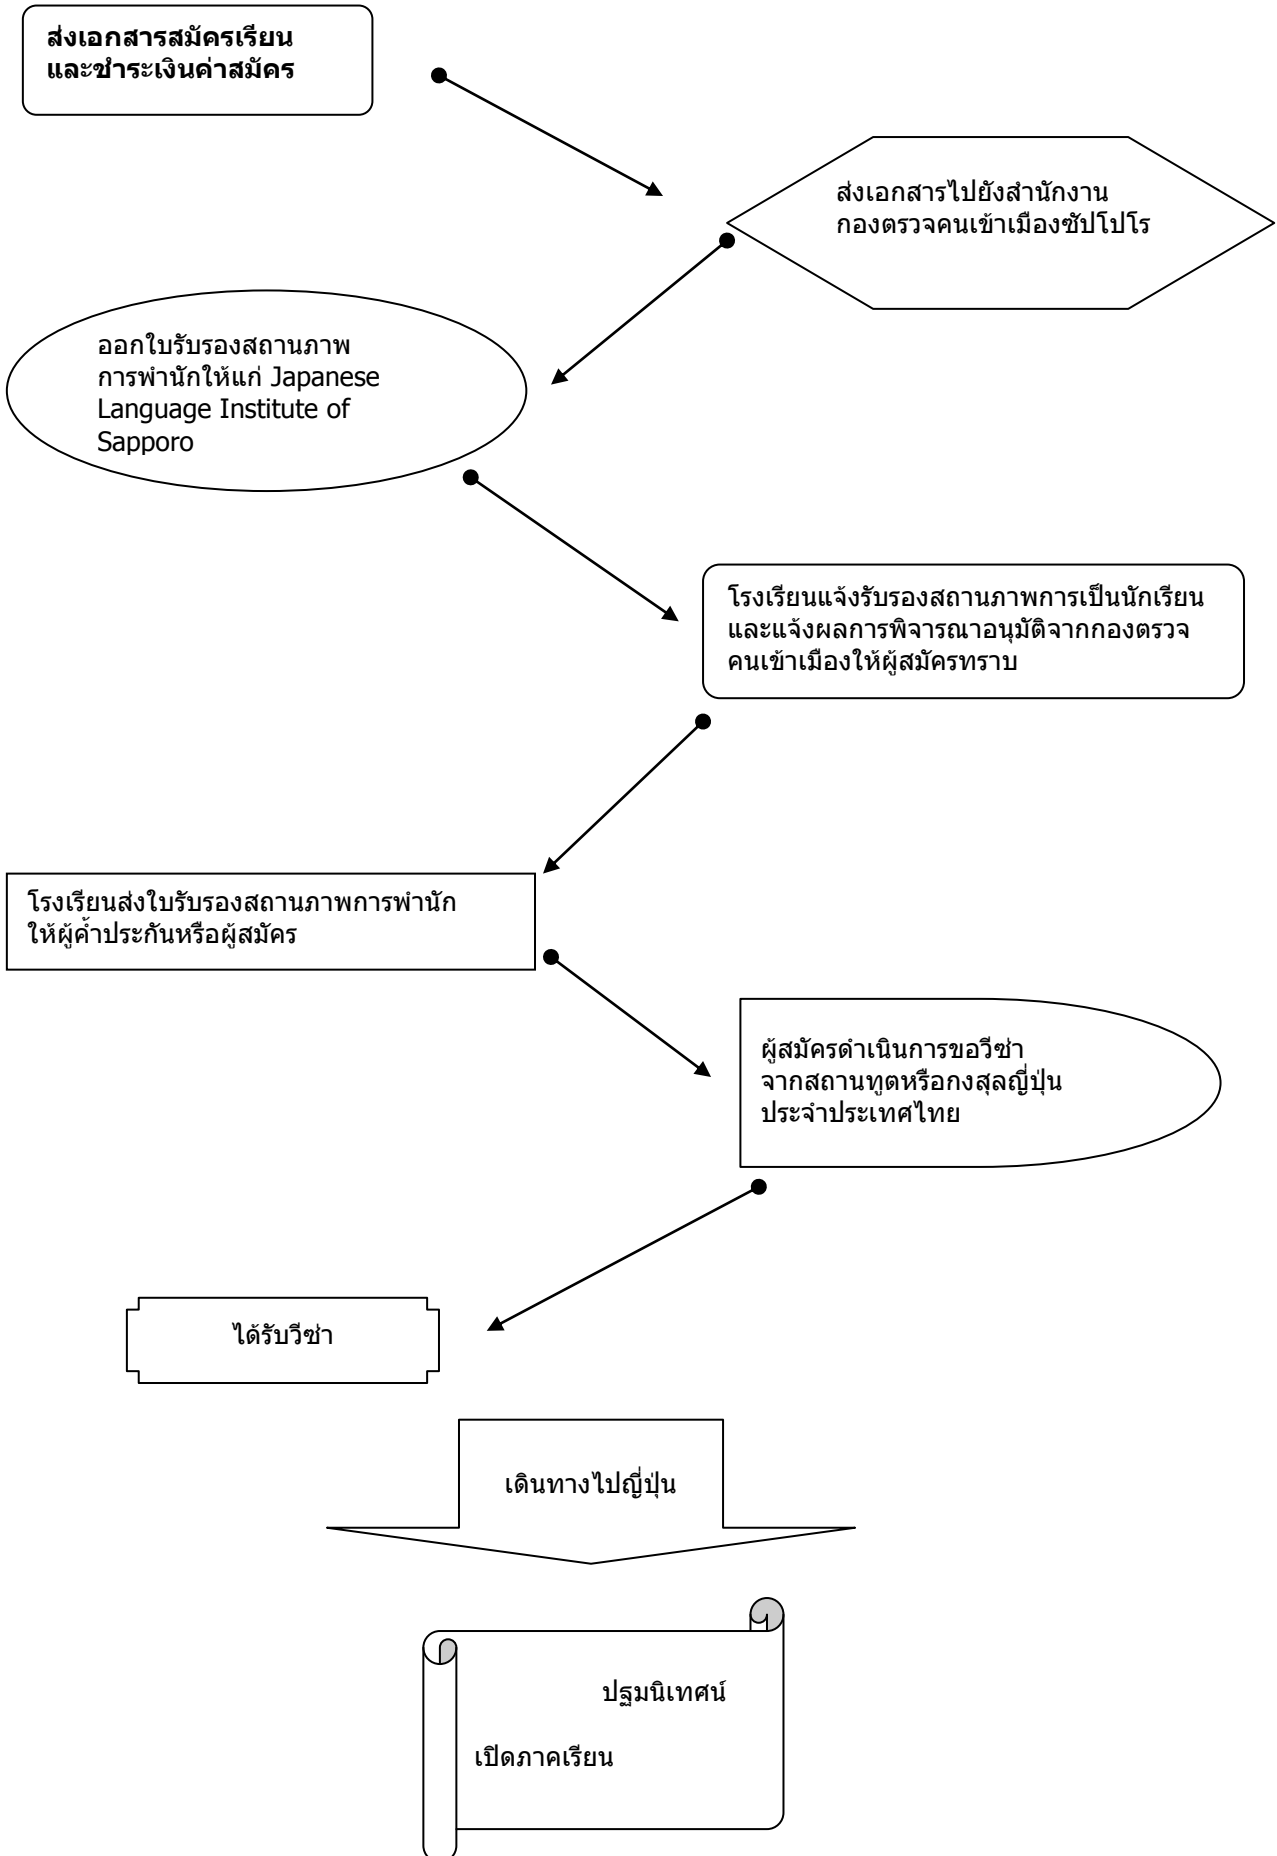 ส่งเอกสารสมัครเรียน
และชำระเงินค่าสมัคร
ส่งเอกสารไปยังสำนักงาน
กองตรวจคนเข้าเมืองซัปโปโร
ออกใบรับรองสถานภาพ
การพำนักให้แก่ Japanese
Language Institute of
Sapporo
โรงเรียนแจ้งรับรองสถานภาพการเป็นนักเรียน
และแจ้งผลการพิจารณาอนุมัติจากกองตรวจ
คนเข้าเมืองให้ผู้สมัครทราบ
โรงเรียนส่งใบรับรองสถานภาพการพำนัก
ให้ผู้ค้ำประกันหรือผู้สมัคร
ผู้สมัครดำเนินการขอวีซ่า
จากสถานทูตหรือกงสุลญี่ปุ่น
ประจำประเทศไทย
ได้รับวีซ่า
เดินทางไปญี่ปุ่น
ปฐมนิเทศน์
เปิดภาคเรียน